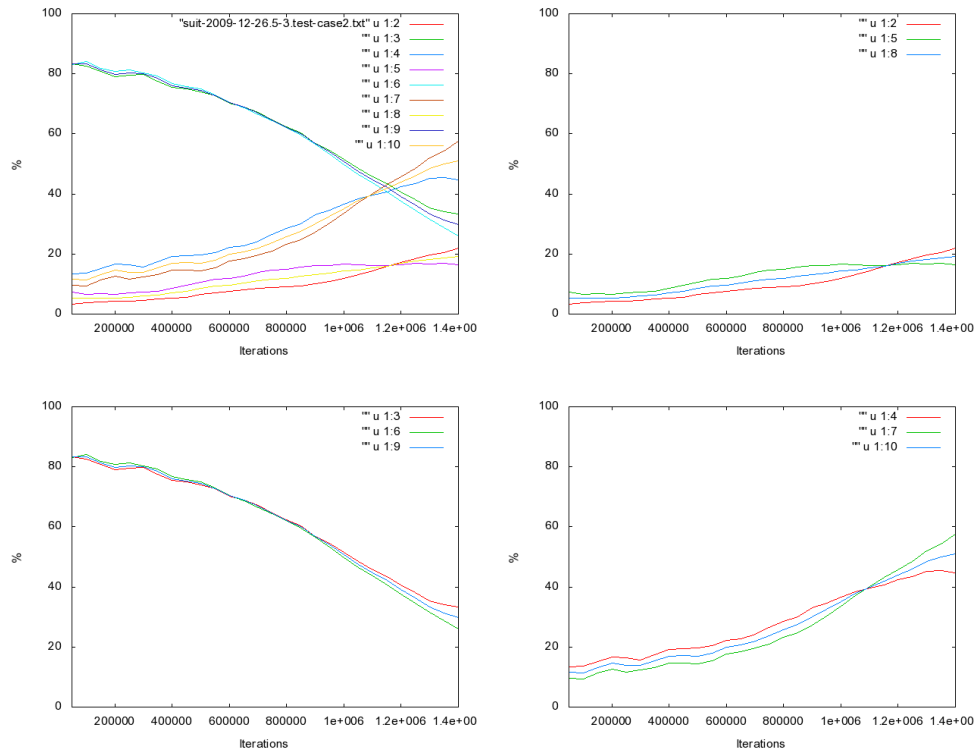 "suit-2009-12-26.5-3.test-case2.txt" u 1:2
"" u 1:3
"" u 1:4
"" u 1:5
"" u 1:6
"" u 1:7
"" u 1:8
"" u 1:9
"" u 1:10
100
80
60
40
20
0
%
200000 400000 600000 800000 1e+006 1.2e+006 1.4e+00
Iterations
"" u 1:2
"" u 1:5
"" u 1:8
100
80
60
40
20
0
%
200000 400000 600000 800000 1e+006 1.2e+006 1.4e+00
Iterations
"" u 1:3
"" u 1:6
"" u 1:9
100
80
60
40
20
0
%
200000 400000 600000 800000 1e+006 1.2e+006 1.4e+00
Iterations
"" u 1:4
"" u 1:7
"" u 1:10
100
80
60
40
20
0
%
200000 400000 600000 800000 1e+006 1.2e+006 1.4e+00
Iterations